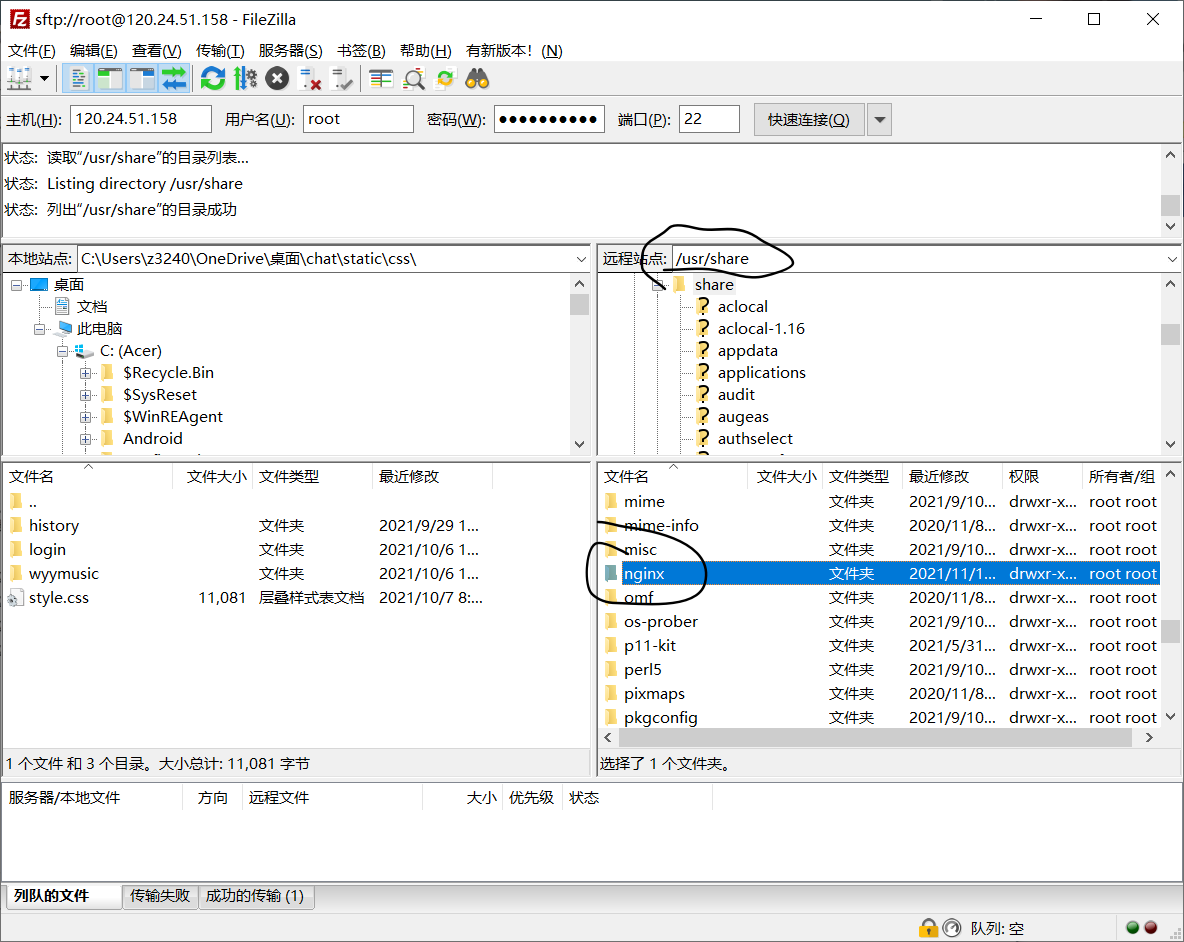 sftp://root@120.24.51.158 - FileZilla
文件(F) 编辑(E) 查看(V) 传输(T) 服务器(S) 书签(B) 帮助(H) 有新版本! (N)
主机(H): 120.24.51.158 用户名(U): root 密码(W): ●●●●●●●●●● 端口(P): 22 快速连接(Q)
状态: 读取“/usr/share”的目录列表...
状态: Listing directory /usr/share
状态: 列出“/usr/share”的目录成功
本地站点: C:\Users\z3240\OneDrive\桌面\chat\static\css\
桌面
文档
此电脑
C: (Acer)
$Recycle.Bin
$SysReset
$WinREAgent
Android
远程站点: /usr/share
share
aclocal
aclocal-1.16
appdata
applications
audit
augeas
authselect
文件名 文件大小 文件类型 最近修改
..
history 文件夹 2021/9/29 1...
login 文件夹 2021/10/6 1...
wyymusic 文件夹 2021/10/6 1...
style.css 11,081 层叠样式表文档 2021/10/7 8:...
1 个文件 和 3 个目录。大小总计: 11,081 字节
文件名 文件大小 文件类型 最近修改 权限 所有者/组
mime 文件夹 2021/9/10... drwxr-x... root root
mime-info 文件夹 2020/11/8... drwxr-x... root root
misc 文件夹 2021/9/10... drwxr-x... root root
nginx 文件夹 2021/11/1... drwxr-x... root root
omf 文件夹 2020/11/8... drwxr-x... root root
os-prober 文件夹 2021/9/10... drwxr-x... root root
p11-kit 文件夹 2021/5/31... drwxr-x... root root
perl5 文件夹 2021/9/10... drwxr-x... root root
pixmaps 文件夹 2020/11/8... drwxr-x... root root
pkgconfig 文件夹 2021/9/10... drwxr-x... root root
选择了 1 个文件夹。
服务器/本地文件 方向 远程文件 大小 优先级 状态
列队的文件 传输失败 成功的传输 (1)
队列: 空